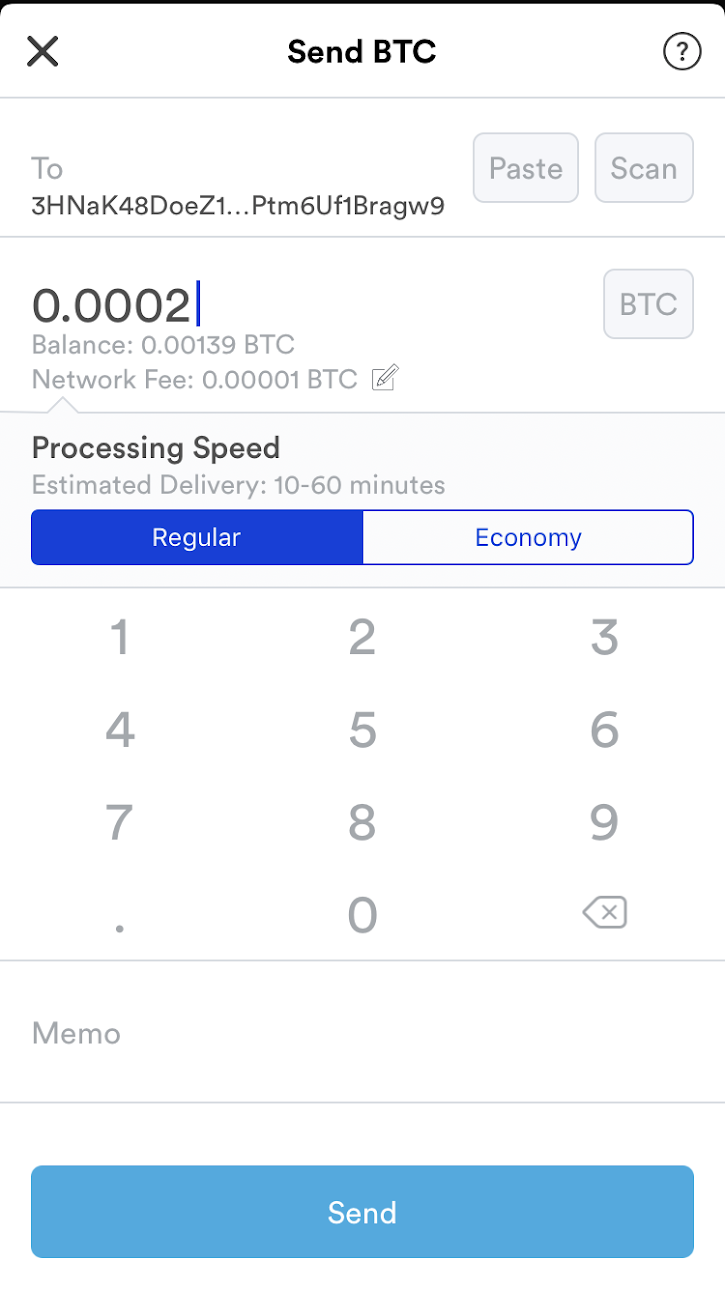 Send BTC ?
To
Paste Scan
3HNaK48DoeZ1...Ptm6Uf1Bragw9
0.0002
BTC
Balance: 0.00139 BTC
Network Fee: 0.00001 BTC
Processing Speed
Estimated Delivery: 10-60 minutes
Regular Economy
1 2 3
4 5 6
7 8 9
. 0
Memo
Send